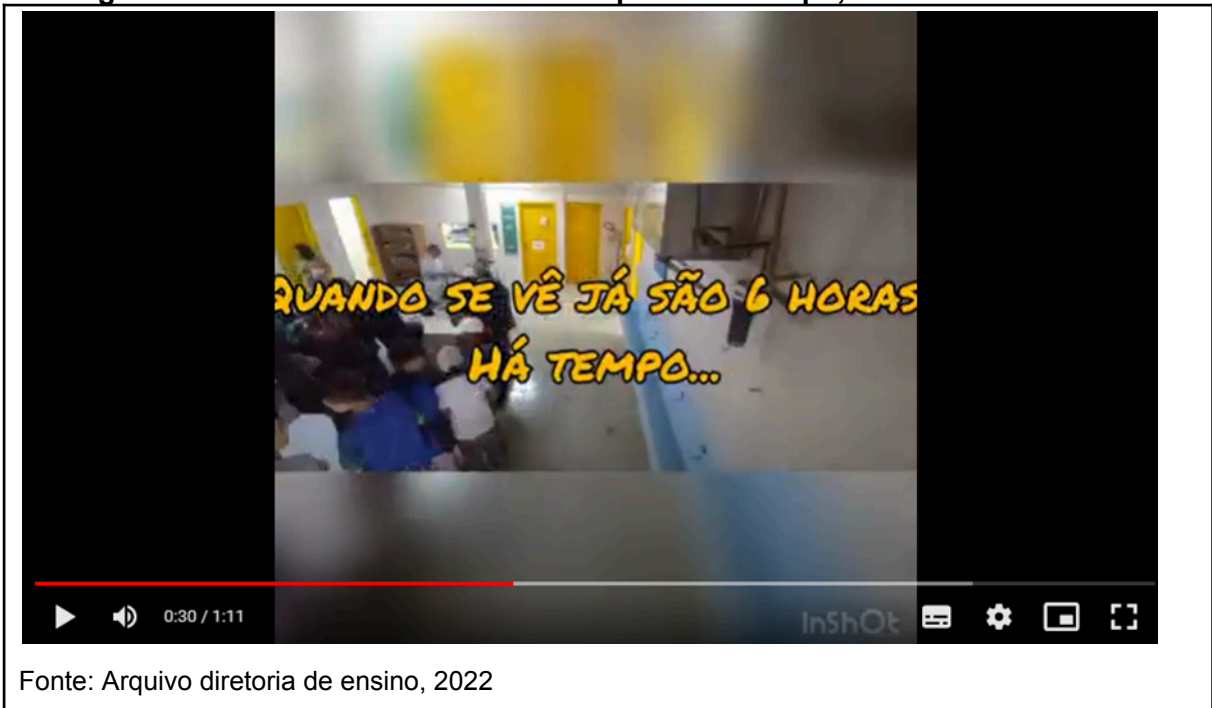 QUANDO SE VÊ JÁ SÃO 6 HORAS
HÁ TEMPO...
0:30 / 1:11
InShOt
Fonte: Arquivo diretoria de ensino, 2022